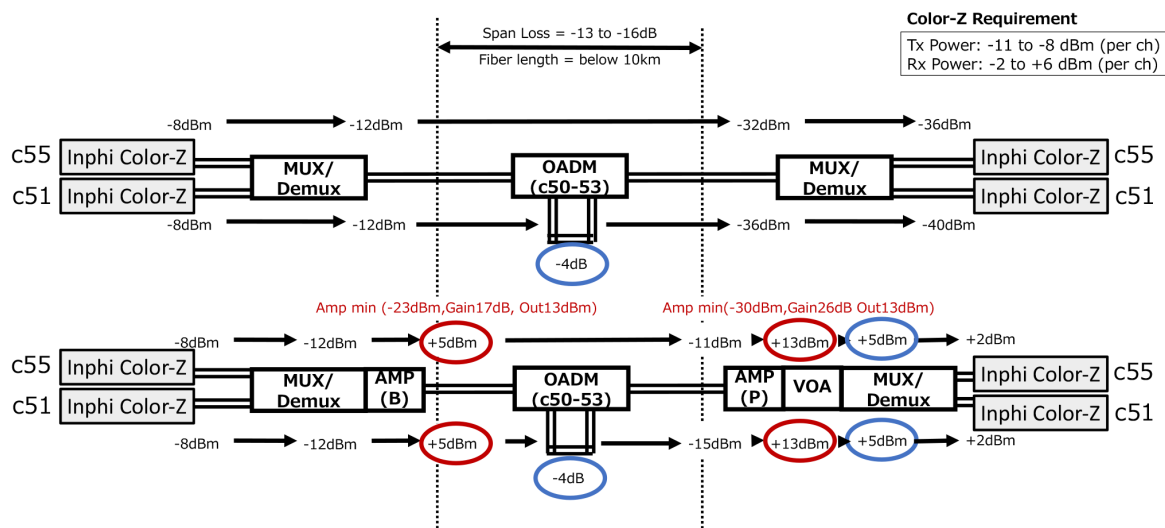 Color-Z Requirement
Tx Power: -11 to -8 dBm (per ch)
Rx Power: -2 to +6 dBm (per ch)
Span Loss = -13 to -16dB
Fiber length = below 10km
-8dBm
-12dBm
-32dBm
-36dBm
c55
Inphi Color-Z
MUX/
Demux
OADM
(c50-53)
MUX/
Demux
Inphi Color-Z
c55
c51
Inphi Color-Z
Inphi Color-Z
c51
-8dBm
-12dBm
-36dBm
-40dBm
-4dB
Amp min (-23dBm,Gain17dB, Out13dBm)
Amp min(-30dBm,Gain26dB Out13dBm)
-8dBm
-12dBm
+5dBm
-11dBm
+13dBm
+5dBm
+2dBm
c55
Inphi Color-Z
MUX/
Demux
AMP
(B)
OADM
(c50-53)
AMP
(P)
VOA
MUX/
Demux
Inphi Color-Z
c55
c51
Inphi Color-Z
Inphi Color-Z
c51
-8dBm
-12dBm
+5dBm
-15dBm
+13dBm
+5dBm
+2dBm
-4dB